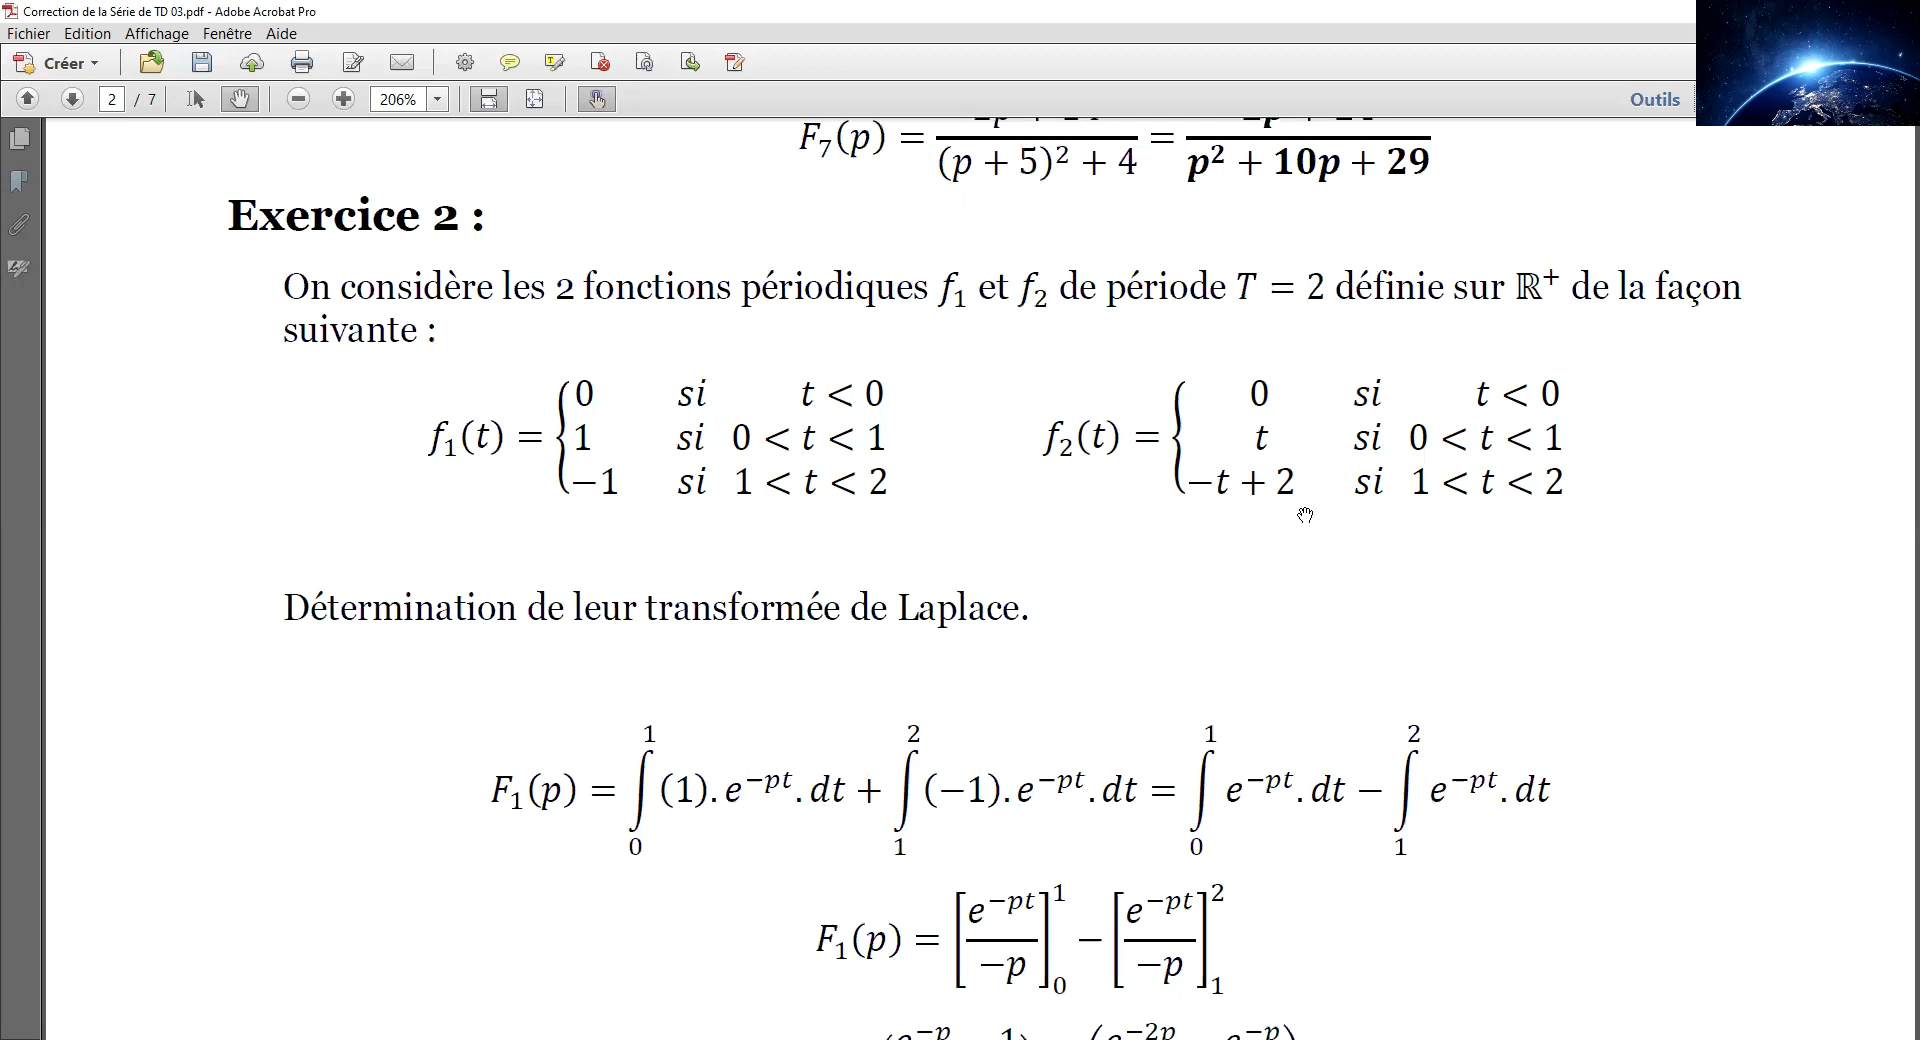 Correction de la Série de TD 03.pdf - Adobe Acrobat Pro
Fichier Edition Affichage Fenêtre Aide
Créer
2 / 7 206% Outils
F₇(p) = / (p + 5)² + 4 = / p² + 10p + 29
Exercice 2 :
On considère les 2 fonctions périodiques f₁ et f₂ de période T = 2 définie sur ℝ⁺ de la façon
suivante :
f₁(t) = { 0 si t < 0 ; 1 si 0 < t < 1 ; −1 si 1 < t < 2
f₂(t) = { 0 si t < 0 ; t si 0 < t < 1 ; −t + 2 si 1 < t < 2
Détermination de leur transformée de Laplace.
F₁(p) = ∫₀¹ (1). e^(−pt). dt + ∫₁² (−1). e^(−pt). dt = ∫₀¹ e^(−pt). dt − ∫₁² e^(−pt). dt
F₁(p) = [e^(−pt) / −p]₀¹ − [e^(−pt) / −p]₁²